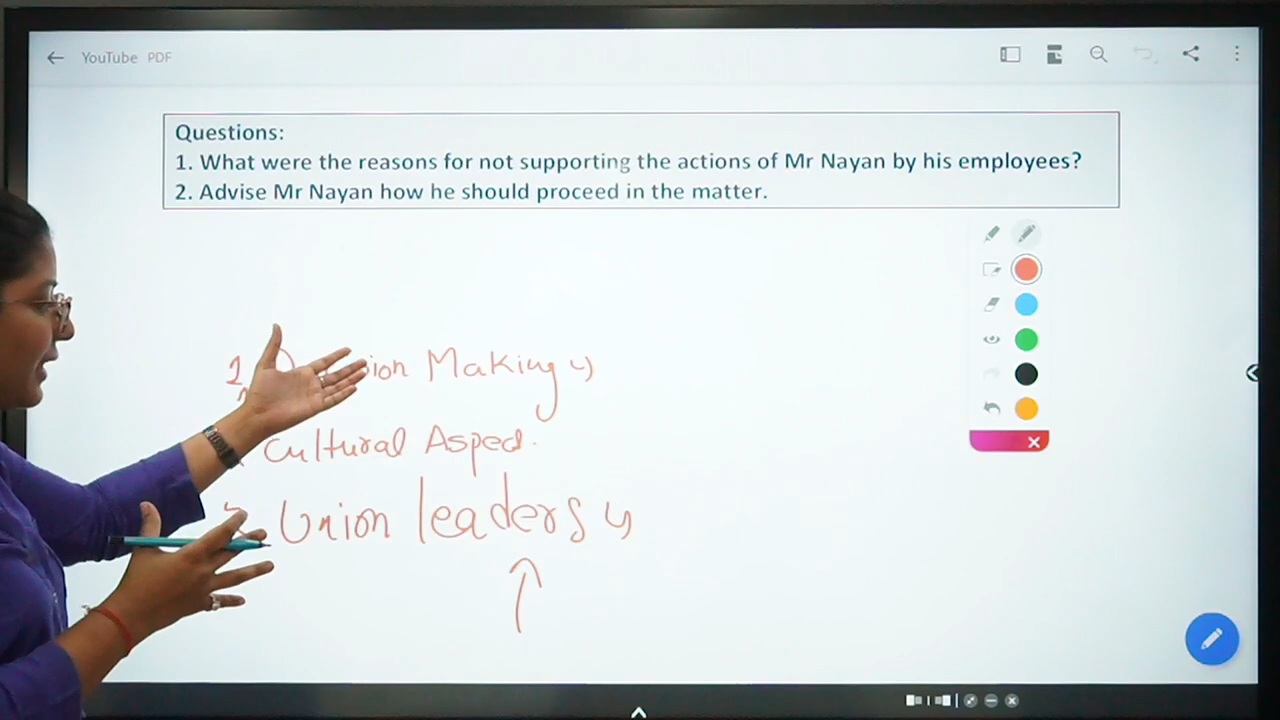 YouTube PDF
Questions:
1. What were the reasons for not supporting the actions of Mr Nayan by his employees?
2. Advise Mr Nayan how he should proceed in the matter.
1 Making
Cultural Aspect.
Union leaders